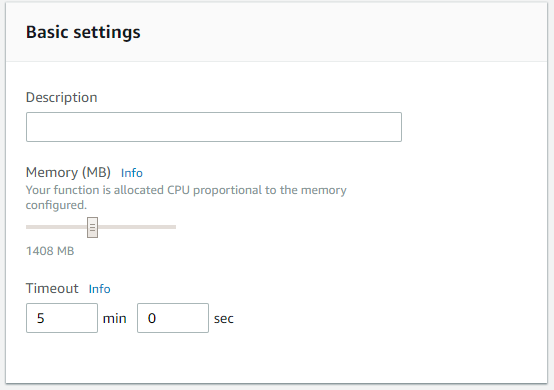 Basic settings
Description
Memory (MB) Info
Your function is allocated CPU proportional to the memory
configured.
1408 MB
Timeout Info
5 min 0 sec